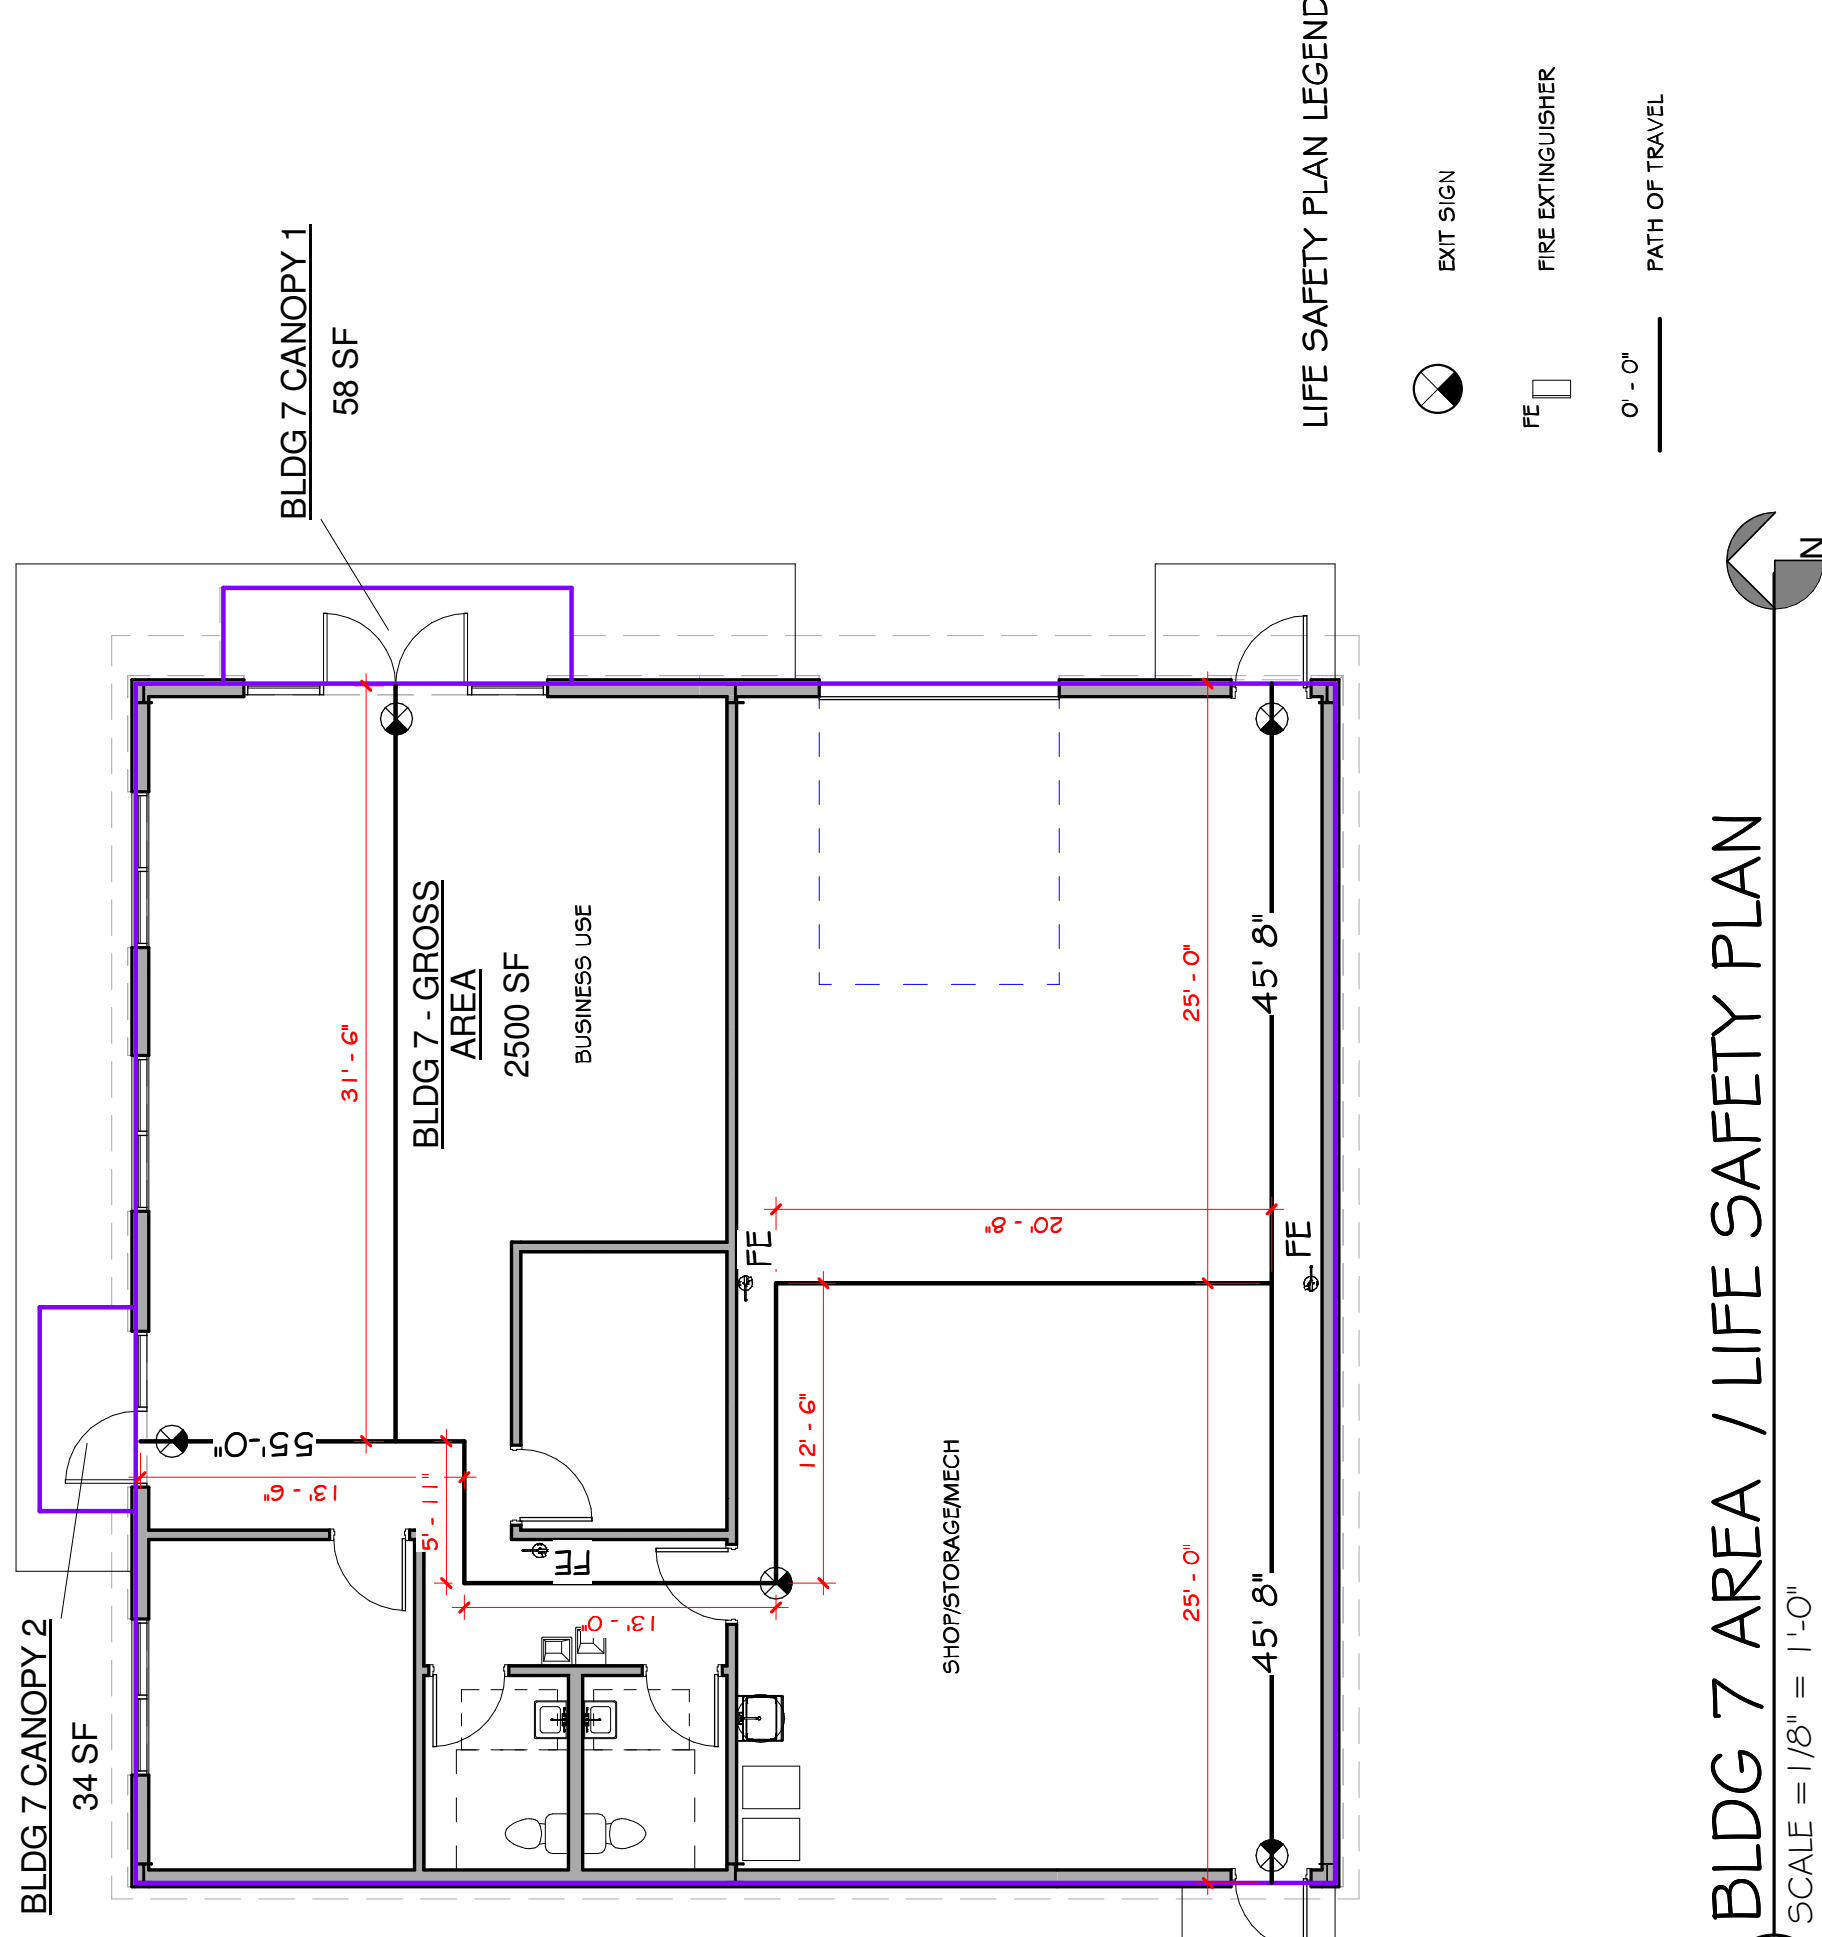 BLDG 7 CANOPY 2
34 SF
BLDG 7 CANOPY 1
58 SF
31' - 6"
BLDG 7 - GROSS
AREA
2500 SF
BUSINESS USE
55'-0"
13' - 6"
5' - 11"
FE
13' - 0"
FE
12' - 6"
20' - 8"
FE
SHOP/STORAGE/MECH
25' - 0"
25' - 0"
45' 8"
45' 8"
LIFE SAFETY PLAN LEGEND
EXIT SIGN
FE
FIRE EXTINGUISHER
0' - 0"
PATH OF TRAVEL
BLDG 7 AREA / LIFE SAFETY PLAN
SCALE = 1/8" = 1'-0"
N